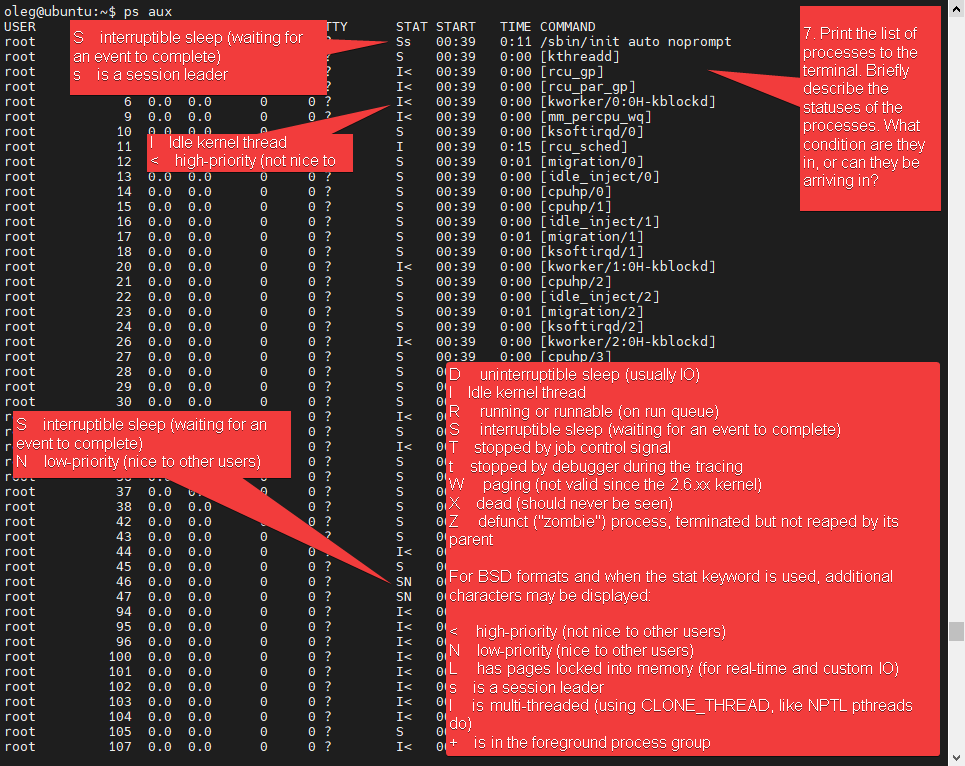 oleg@ubuntu:~$ ps aux
USER TTY STAT START TIME COMMAND
root ? Ss 00:39 0:11 /sbin/init auto noprompt
root ? S 00:39 0:00 [kthreadd]
root ? I< 00:39 0:00 [rcu_gp]
root ? I< 00:39 0:00 [rcu_par_gp]
root 6 0.0 0.0 0 0 ? I< 00:39 0:00 [kworker/0:0H-kblockd]
root 9 0.0 0.0 0 0 ? I< 00:39 0:00 [mm_percpu_wq]
root 10 0.0 0.0 0 0 ? S 00:39 0:00 [ksoftirqd/0]
root 11 I 00:39 0:15 [rcu_sched]
root 12 S 00:39 0:01 [migration/0]
root 13 0.0 0.0 0 0 ? S 00:39 0:00 [idle_inject/0]
root 14 0.0 0.0 0 0 ? S 00:39 0:00 [cpuhp/0]
root 15 0.0 0.0 0 0 ? S 00:39 0:00 [cpuhp/1]
root 16 0.0 0.0 0 0 ? S 00:39 0:00 [idle_inject/1]
root 17 0.0 0.0 0 0 ? S 00:39 0:01 [migration/1]
root 18 0.0 0.0 0 0 ? S 00:39 0:00 [ksoftirqd/1]
root 20 0.0 0.0 0 0 ? I< 00:39 0:00 [kworker/1:0H-kblockd]
root 21 0.0 0.0 0 0 ? S 00:39 0:00 [cpuhp/2]
root 22 0.0 0.0 0 0 ? S 00:39 0:00 [idle_inject/2]
root 23 0.0 0.0 0 0 ? S 00:39 0:01 [migration/2]
root 24 0.0 0.0 0 0 ? S 00:39 0:00 [ksoftirqd/2]
root 26 0.0 0.0 0 0 ? I< 00:39 0:00 [kworker/2:0H-kblockd]
root 27 0.0 0.0 0 0 ? S 00:39 0:00 [cpuhp/3]
root 28 0.0 0.0 0 0 ? S
root 29 0.0 0.0 0 0 ? S
root 30 0.0 0.0 0 0 ? S
? I<
? S
? I<
? S
root 36 ? S
root 37 0.0 0 0 ? S
root 38 0.0 0.0 0 0 ? S
root 42 0.0 0.0 0 0 ? S
root 43 0.0 0.0 0 0 ? S
root 44 0.0 0.0 0 0 ? I<
root 45 0.0 0.0 0 0 ? S
root 46 0.0 0.0 0 0 ? SN
root 47 0.0 0.0 0 0 ? SN
root 94 0.0 0.0 0 0 ? I<
root 95 0.0 0.0 0 0 ? I<
root 96 0.0 0.0 0 0 ? I<
root 100 0.0 0.0 0 0 ? I<
root 101 0.0 0.0 0 0 ? I<
root 102 0.0 0.0 0 0 ? I<
root 103 0.0 0.0 0 0 ? I<
root 104 0.0 0.0 0 0 ? I<
root 105 0.0 0.0 0 0 ? S
root 107 0.0 0.0 0 0 ? I<
S interruptible sleep (waiting for
an event to complete)
s is a session leader
I Idle kernel thread
< high-priority (not nice to
7. Print the list of
processes to the
terminal. Briefly
describe the
statuses of the
processes. What
condition are they
in, or can they be
arriving in?
S interruptible sleep (waiting for an
event to complete)
N low-priority (nice to other users)
D uninterruptible sleep (usually IO)
I Idle kernel thread
R running or runnable (on run queue)
S interruptible sleep (waiting for an event to complete)
T stopped by job control signal
t stopped by debugger during the tracing
W paging (not valid since the 2.6.xx kernel)
X dead (should never be seen)
Z defunct ("zombie") process, terminated but not reaped by its
parent
For BSD formats and when the stat keyword is used, additional
characters may be displayed:
< high-priority (not nice to other users)
N low-priority (nice to other users)
L has pages locked into memory (for real-time and custom IO)
s is a session leader
l is multi-threaded (using CLONE_THREAD, like NPTL pthreads
do)
+ is in the foreground process group